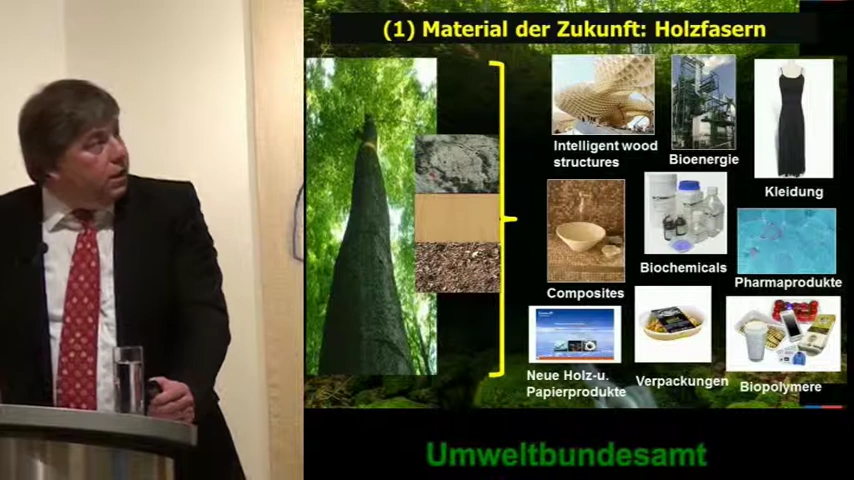 (1) Material der Zukunft: Holzfasern
Intelligent wood
structures
Bioenergie
Kleidung
Composites
Biochemicals
Pharmaprodukte
Neue Holz-u.
Papierprodukte
Verpackungen
Biopolymere
Umweltbundesamt